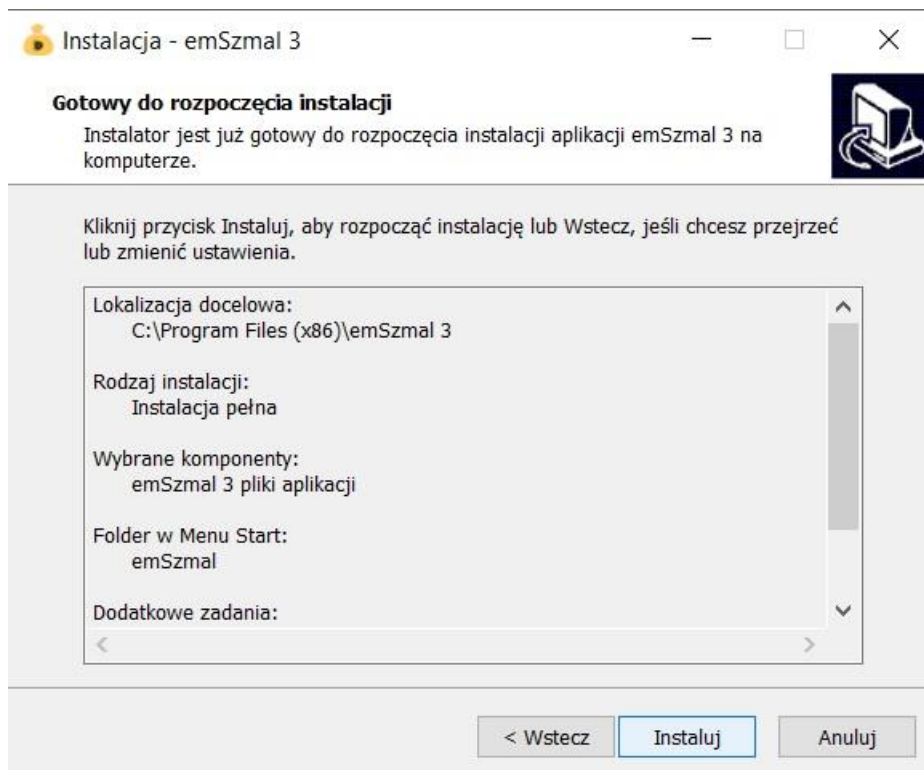 Instalacja - emSzmal 3
Gotowy do rozpoczęcia instalacji
Instalator jest już gotowy do rozpoczęcia instalacji aplikacji emSzmal 3 na
komputerze.
Kliknij przycisk Instaluj, aby rozpocząć instalację lub Wstecz, jeśli chcesz przejrzeć
lub zmienić ustawienia.
Lokalizacja docelowa:
C:\Program Files (x86)\emSzmal 3
Rodzaj instalacji:
Instalacja pełna
Wybrane komponenty:
emSzmal 3 pliki aplikacji
Folder w Menu Start:
emSzmal
Dodatkowe zadania:
< Wstecz
Instaluj
Anuluj